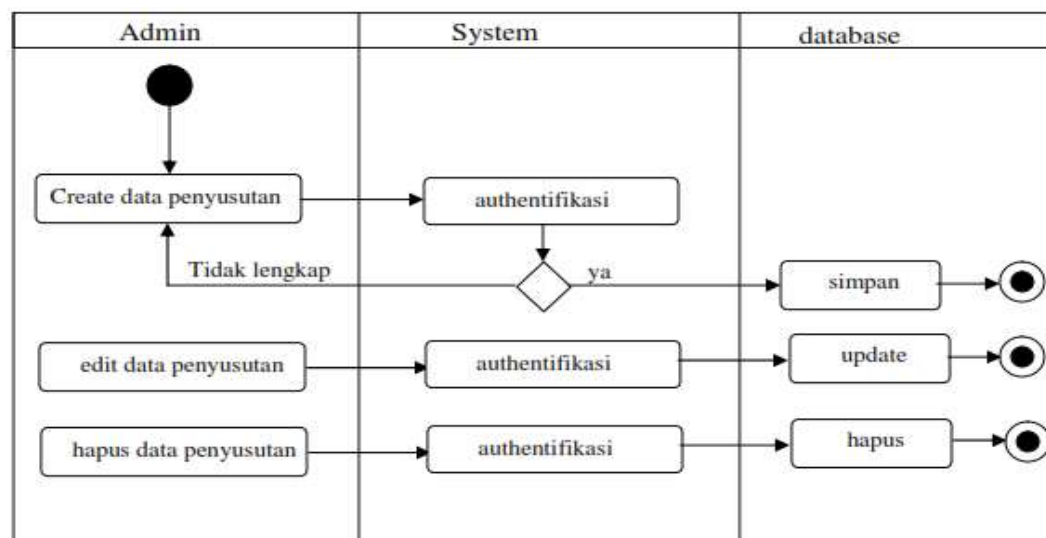 Admin
System
database
Create data penyusutan
authentifikasi
Tidak lengkap
ya
simpan
edit data penyusutan
authentifikasi
update
hapus data penyusutan
authentifikasi
hapus